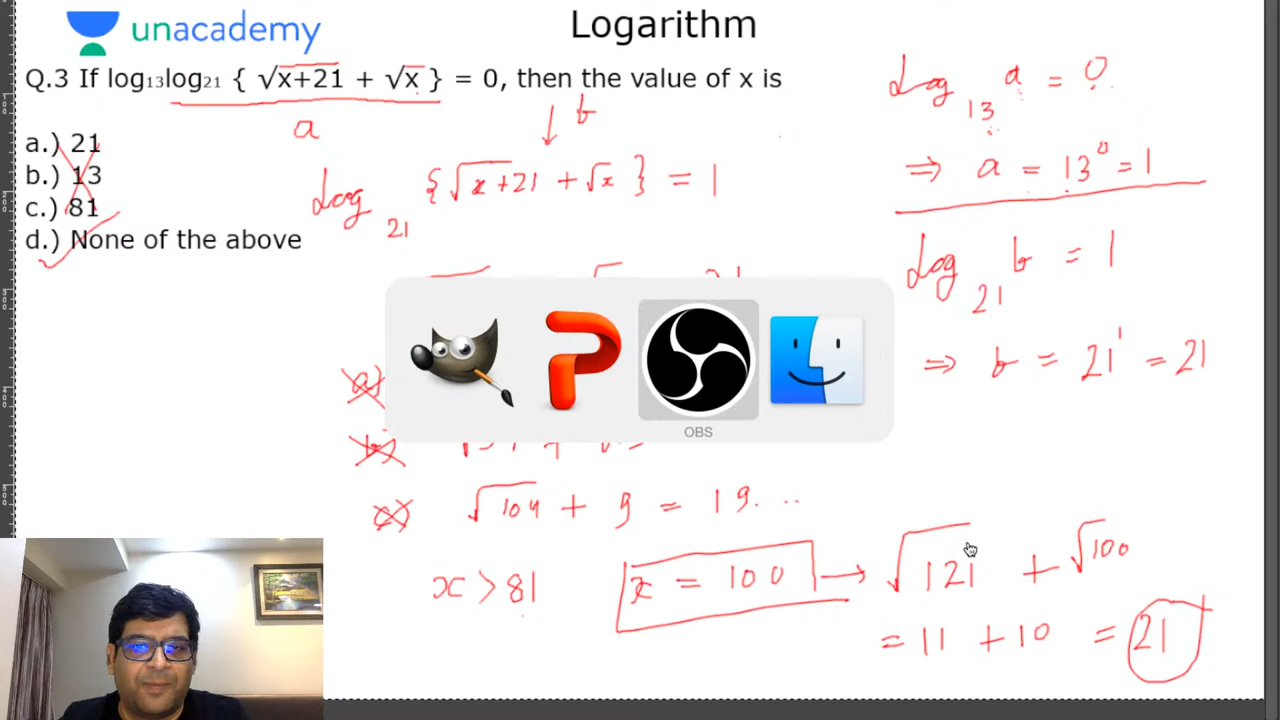 Logarithm
unacademy
Q.3 If log₁₃log₂₁ { √x+21 + √x } = 0, then the value of x is
a
b
a.) 21
b.) 13
c.) 81
d.) None of the above
Log₂₁ {√x+21 + √x } = 1
a)
b)
c) √104 + 9 = 19. ..
x > 81
x = 100 → √121 + √100
= 11 + 10 = 21
Log₁₃ a = 0
⇒ a = 13⁰ = 1
Log₂₁ b = 1
⇒ b = 21¹ = 21
OBS